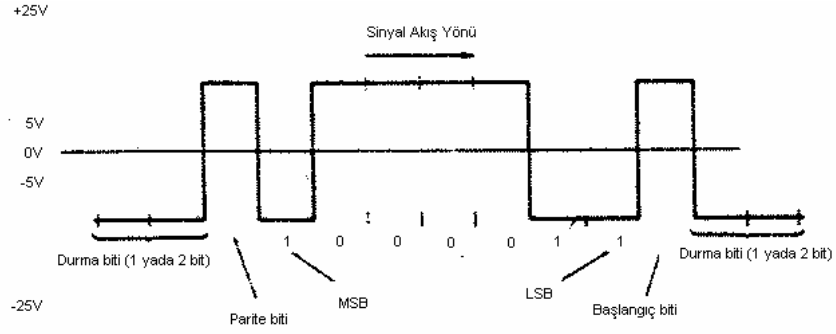 +25V
Sinyal Akış Yönü
5V
0V
-5V
1 0 0 0 0 1 1
Durma biti (1 yada 2 bit)
MSB
LSB
Durma biti (1 yada 2 bit)
Başlangıç biti
Parite biti
-25V